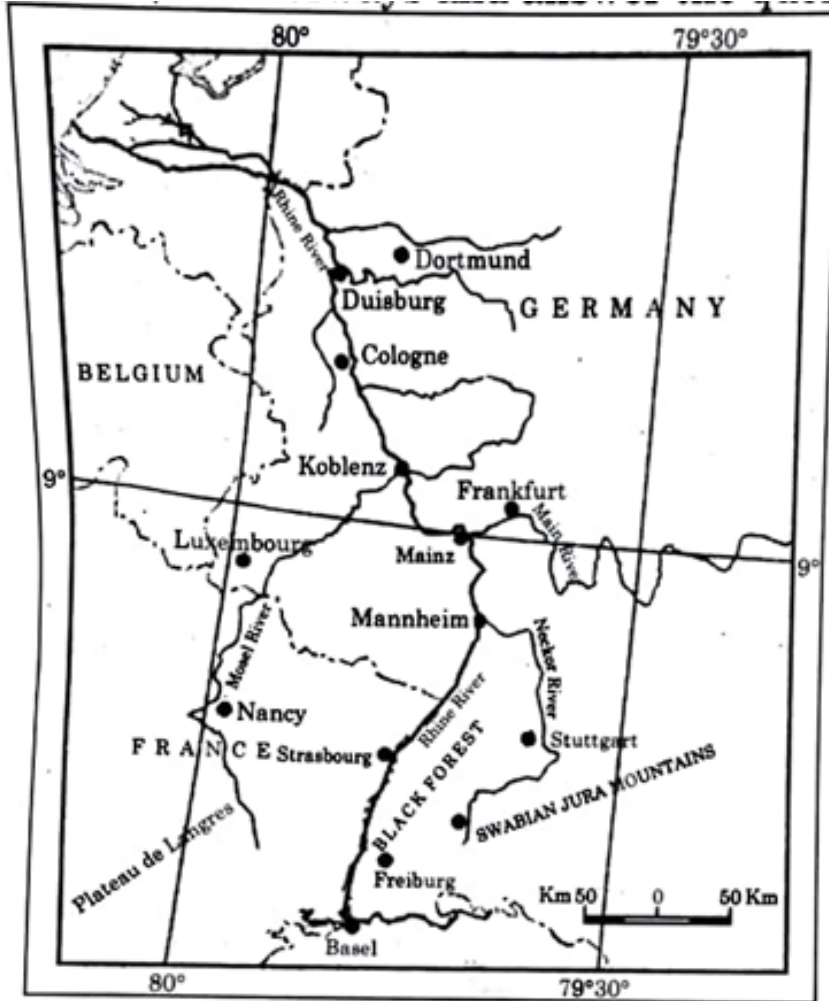 80°
79°30°
Rhine River
Dortmund
Duisburg
GERMANY
Cologne
BELGIUM
Koblenz
9°
Frankfurt
Main River
Luxembourg
Mainz
9°
Mannheim
Mosel River
Neckor River
Nancy
Rhine River
FRANCE
Strasbourg
Stuttgart
BLACK FOREST
SWABIAN JURA MOUNTAINS
Plateau de Langres
Freiburg
Km 50 0 50 Km
Basel
80°
79°30°